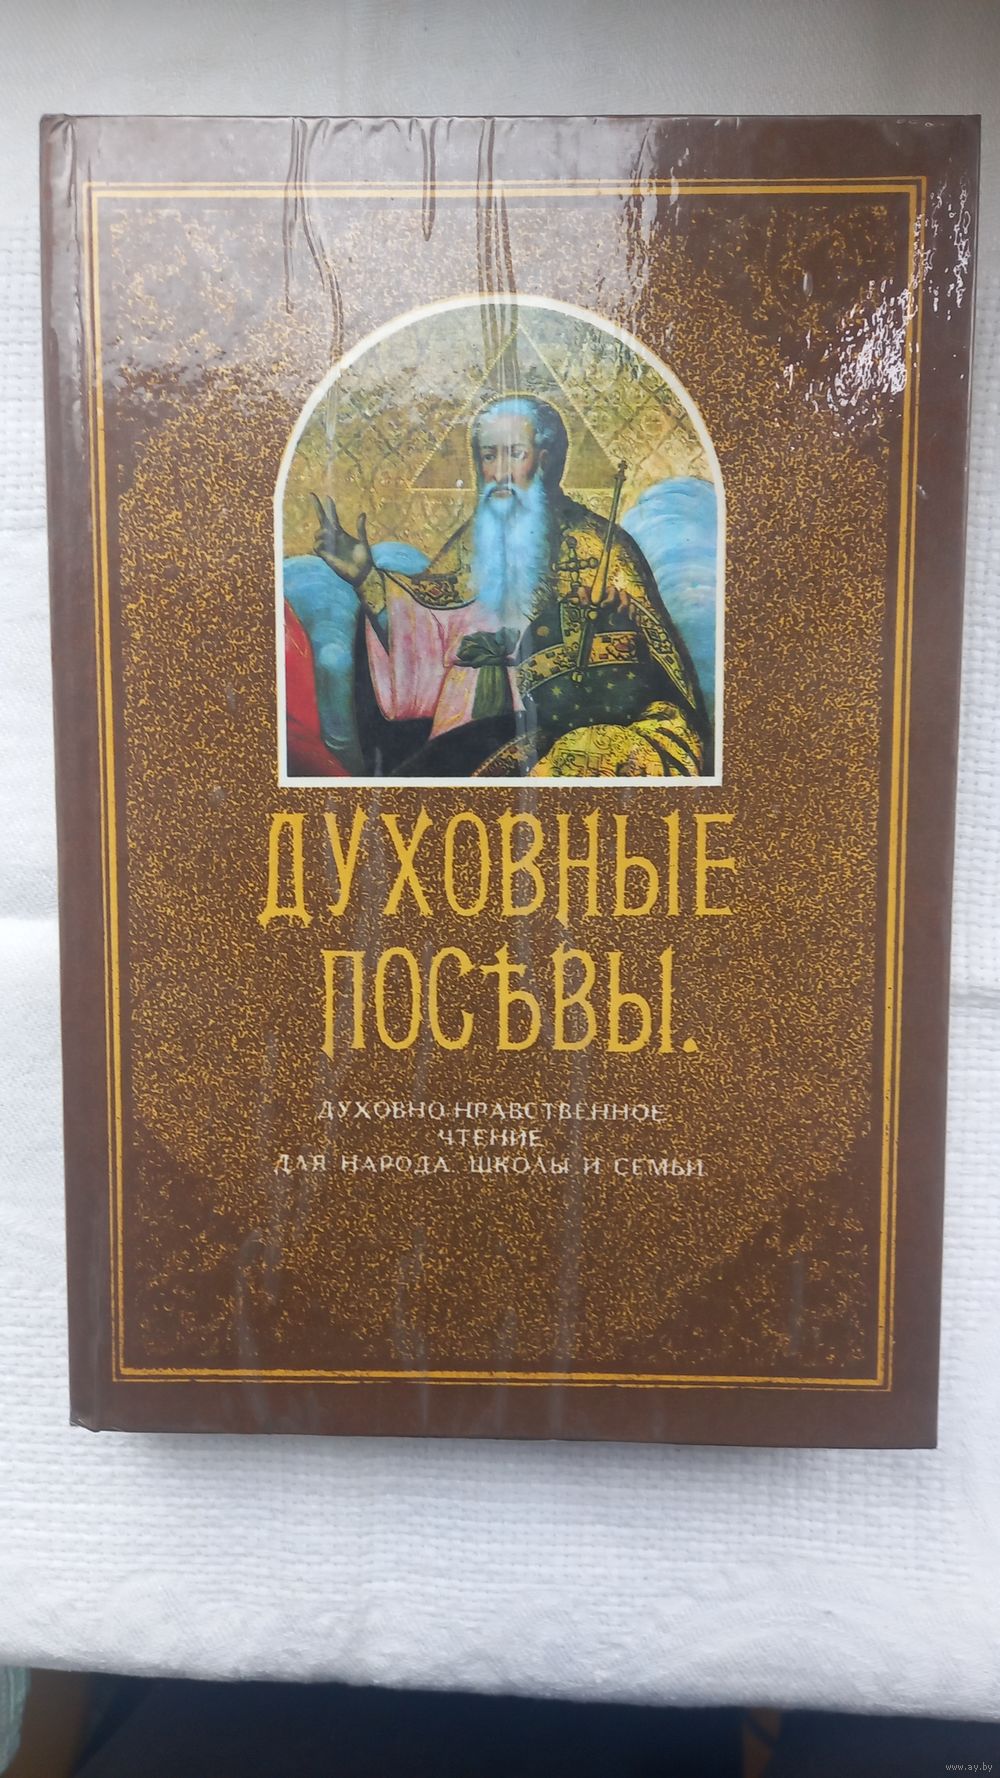 ДУХОВНЫЕ
ПОСѢВЫ.
ДУХОВНО-НРАВСТВЕННОЕ
ЧТЕНИЕ
ДЛЯ НАРОДА, ШКОЛЫ И СЕМЬИ
www.ay.by